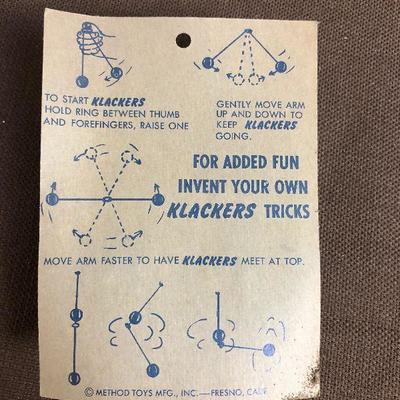 TO START KLACKERS
HOLD RING BETWEEN THUMB
AND FOREFINGERS, RAISE ONE
GENTLY MOVE ARM
UP AND DOWN TO
KEEP KLACKERS
GOING.
FOR ADDED FUN
INVENT YOUR OWN
KLACKERS TRICKS
MOVE ARM FASTER TO HAVE KLACKERS MEET AT TOP.
© METHOD TOYS MFG., INC.—FRESNO, CALIF.